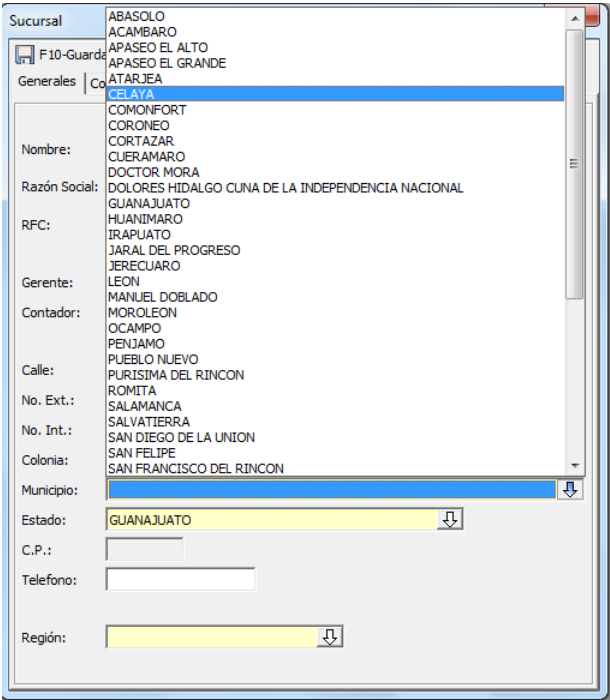 Sucursal
F10-Guarda
Generales
Co
ABASOLO
ACAMBARO
APASEO EL ALTO
APASEO EL GRANDE
ATARJEA
CELAYA
COMONFORT
CORONEO
CORTAZAR
CUERAMARO
DOCTOR MORA
DOLORES HIDALGO CUNA DE LA INDEPENDENCIA NACIONAL
GUANAJUATO
HUANIMARO
IRAPUATO
JARAL DEL PROGRESO
JERECUARO
LEON
MANUEL DOBLADO
MOROLEON
OCAMPO
PENJAMO
PUEBLO NUEVO
PURISIMA DEL RINCON
ROMITA
SALAMANCA
SALVATIERRA
SAN DIEGO DE LA UNION
SAN FELIPE
SAN FRANCISCO DEL RINCON
Nombre:
Razón Social:
RFC:
Gerente:
Contador:
Calle:
No. Ext.:
No. Int.:
Colonia:
Municipio:
Estado: GUANAJUATO
C.P.:
Telefono:
Región: